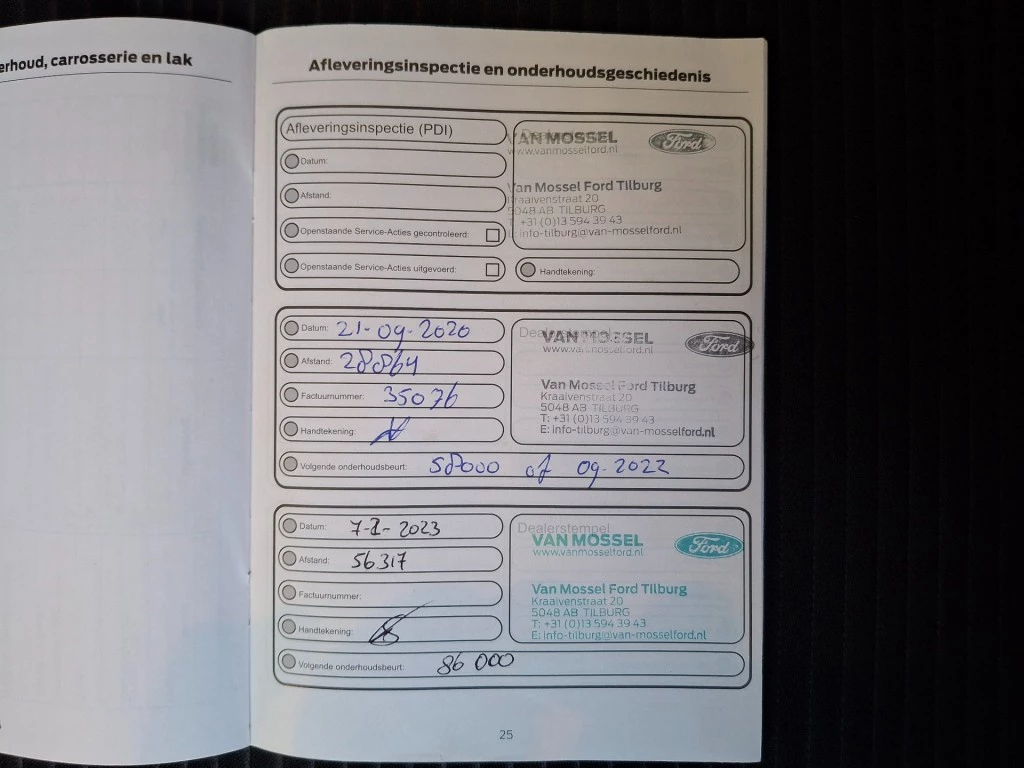 erhoud, carrosserie en lak
Afleveringsinspectie en onderhoudsgeschiedenis
Afleveringsinspectie (PDI)
Datum:
Afstand:
Openstaande Service-Acties gecontroleerd:
Openstaande Service-Acties uitgevoerd:
VAN MOSSEL
Ford
www.vanmosselford.nl
Van Mossel Ford Tilburg
Kraaivenstraat 20
5048 AB TILBURG
T: +31 (0)13 594 39 43
E: info-tilburg@van-mosselford.nl
Handtekening:
Datum: 21-09-2020
Afstand: 28864
Factuurnummer: 35076
Handtekening:
Volgende onderhoudsbeurt: 58000 of 09-2022
Dealerstempel
VAN MOSSEL
Ford
www.vanmosselford.nl
Van Mossel Ford Tilburg
Kraaivenstraat 20
5048 AB TILBURG
T: +31 (0)13 594 39 43
E: info-tilburg@van-mosselford.nl
Datum: 2023
Afstand: 56317
Factuurnummer:
Handtekening:
Volgende onderhoudsbeurt: 86 000
Dealerstempel
VAN MOSSEL
Ford
www.vanmosselford.nl
Van Mossel Ford Tilburg
Kraaivenstraat 20
5048 AB TILBURG
T: +31 (0)13 594 39 43
E: info-tilburg@van-mosselford.nl
25